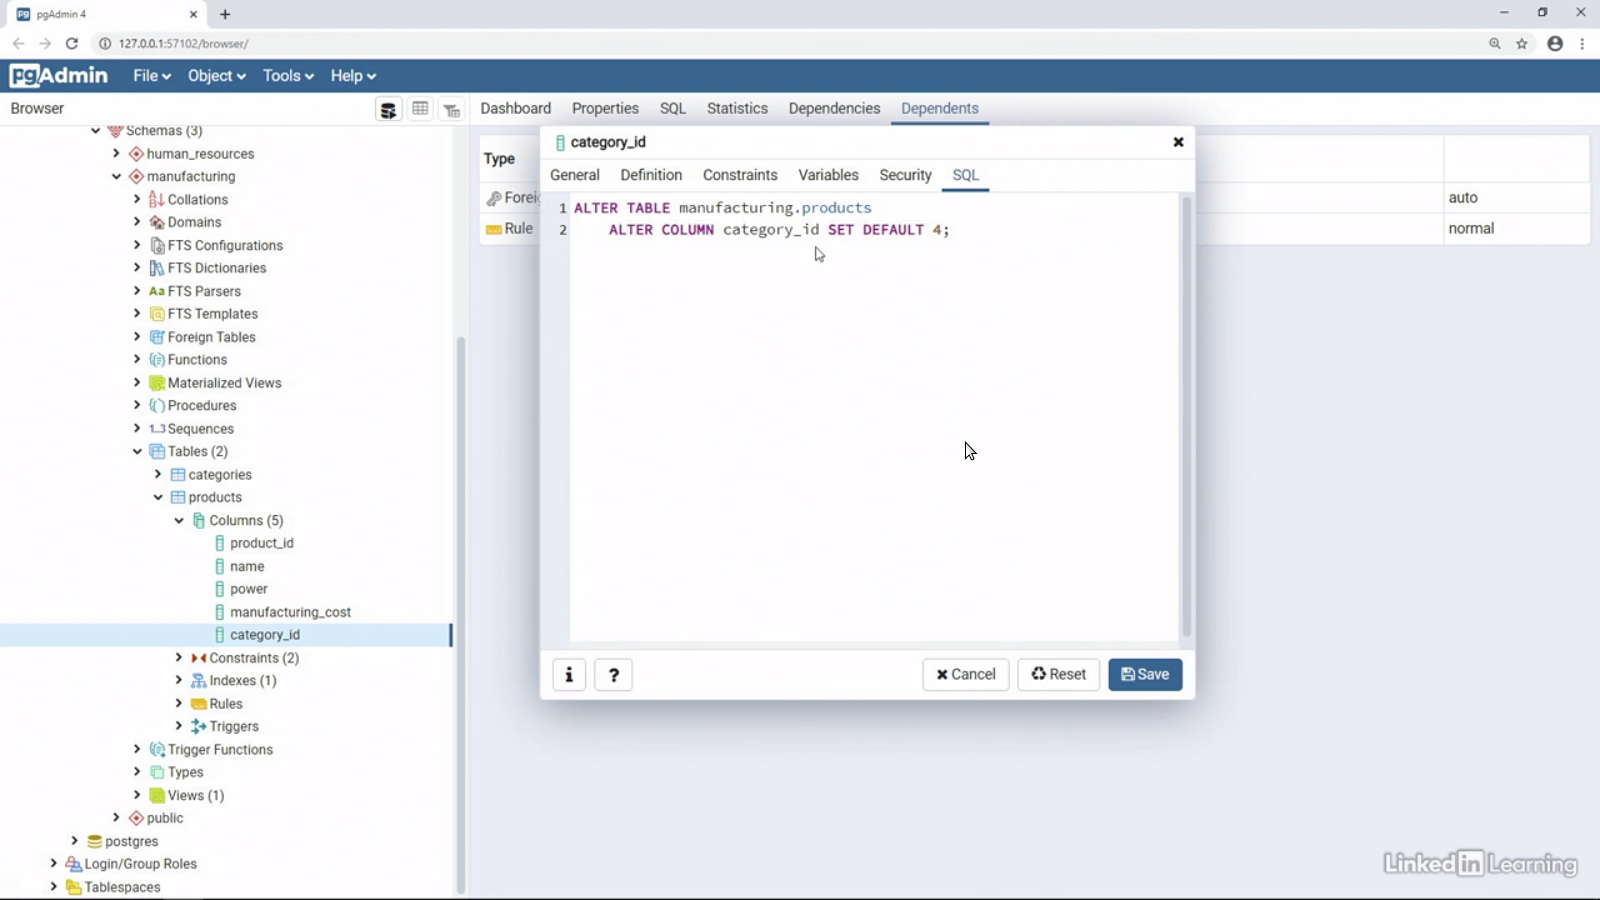 pgAdmin 4
127.0.0.1:57102/browser/
pgAdmin File Object Tools Help
Browser
Dashboard Properties SQL Statistics Dependencies Dependents
Schemas (3)
human_resources
manufacturing
Collations
Domains
FTS Configurations
FTS Dictionaries
Aa FTS Parsers
FTS Templates
Foreign Tables
Functions
Materialized Views
Procedures
1..3 Sequences
Tables (2)
categories
products
Columns (5)
product_id
name
power
manufacturing_cost
category_id
Constraints (2)
Indexes (1)
Rules
Triggers
Trigger Functions
Types
Views (1)
public
postgres
Login/Group Roles
Tablespaces
Type
Rule
auto
normal
category_id
General Definition Constraints Variables Security SQL
1 ALTER TABLE manufacturing.products
2 ALTER COLUMN category_id SET DEFAULT 4;
i ? Cancel Reset Save
Linked in Learning